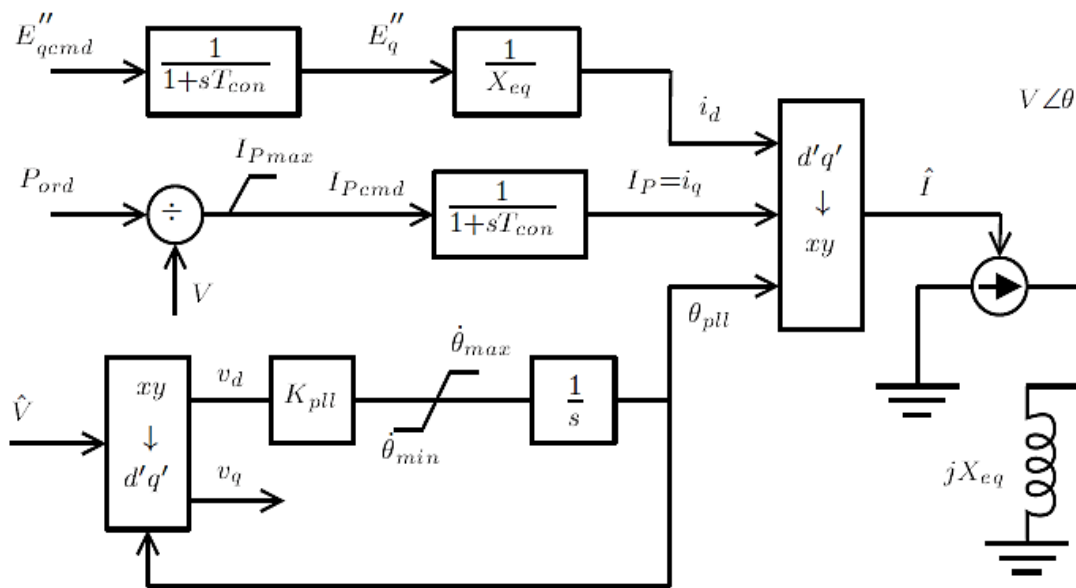 E''qcmd
1
1+sTcon
E''q
1
Xeq
id
V∠θ
Pord
÷
V
IPmax
IPcmd
1
1+sTcon
IP=iq
θpll
d'q'
↓
xy
Î
V̂
xy
↓
d'q'
vd
vq
Kpll
θ̇max
θ̇min
1
s
jXeq